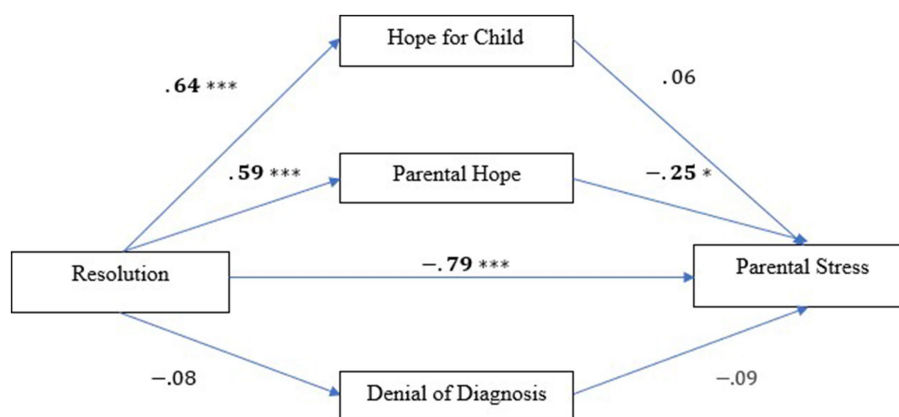 Hope for Child
.64 ***
.06
.59 ***
Parental Hope
−.25 *
Resolution
−.79 ***
Parental Stress
−.08
Denial of Diagnosis
−.09